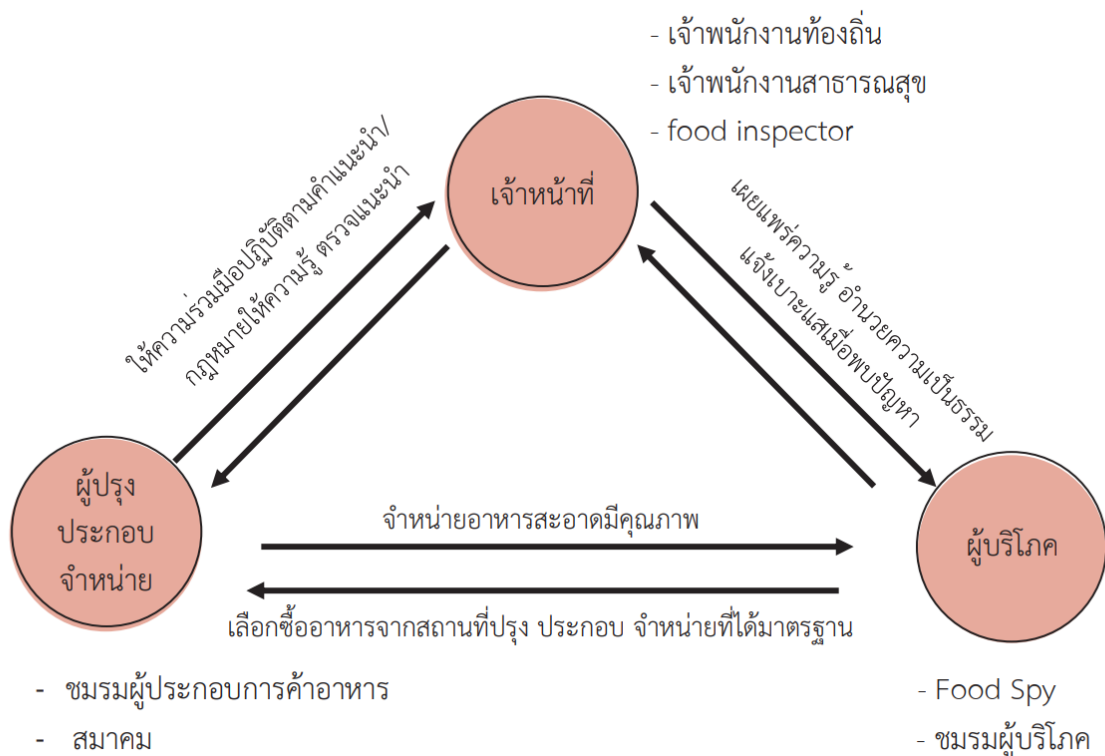 - เจ้าพนักงานท้องถิ่น
- เจ้าพนักงานสาธารณสุข
- food inspector
เจ้าหน้าที่
ให้ความร่วมมือปฏิบัติตามคำแนะนำ/
กฎหมายให้ความรู้ ตรวจแนะนำ
เผยแพร่ความรู้ อำนวยความเป็นธรรม
แจ้งเบาะแสเมื่อพบปัญหา
ผู้ปรุง
ประกอบ
จำหน่าย
จำหน่ายอาหารสะอาดมีคุณภาพ
ผู้บริโภค
เลือกซื้ออาหารจากสถานที่ปรุง ประกอบ จำหน่ายที่ได้มาตรฐาน
- ชมรมผู้ประกอบการค้าอาหาร
- สมาคม
- Food Spy
- ชมรมผู้บริโภค